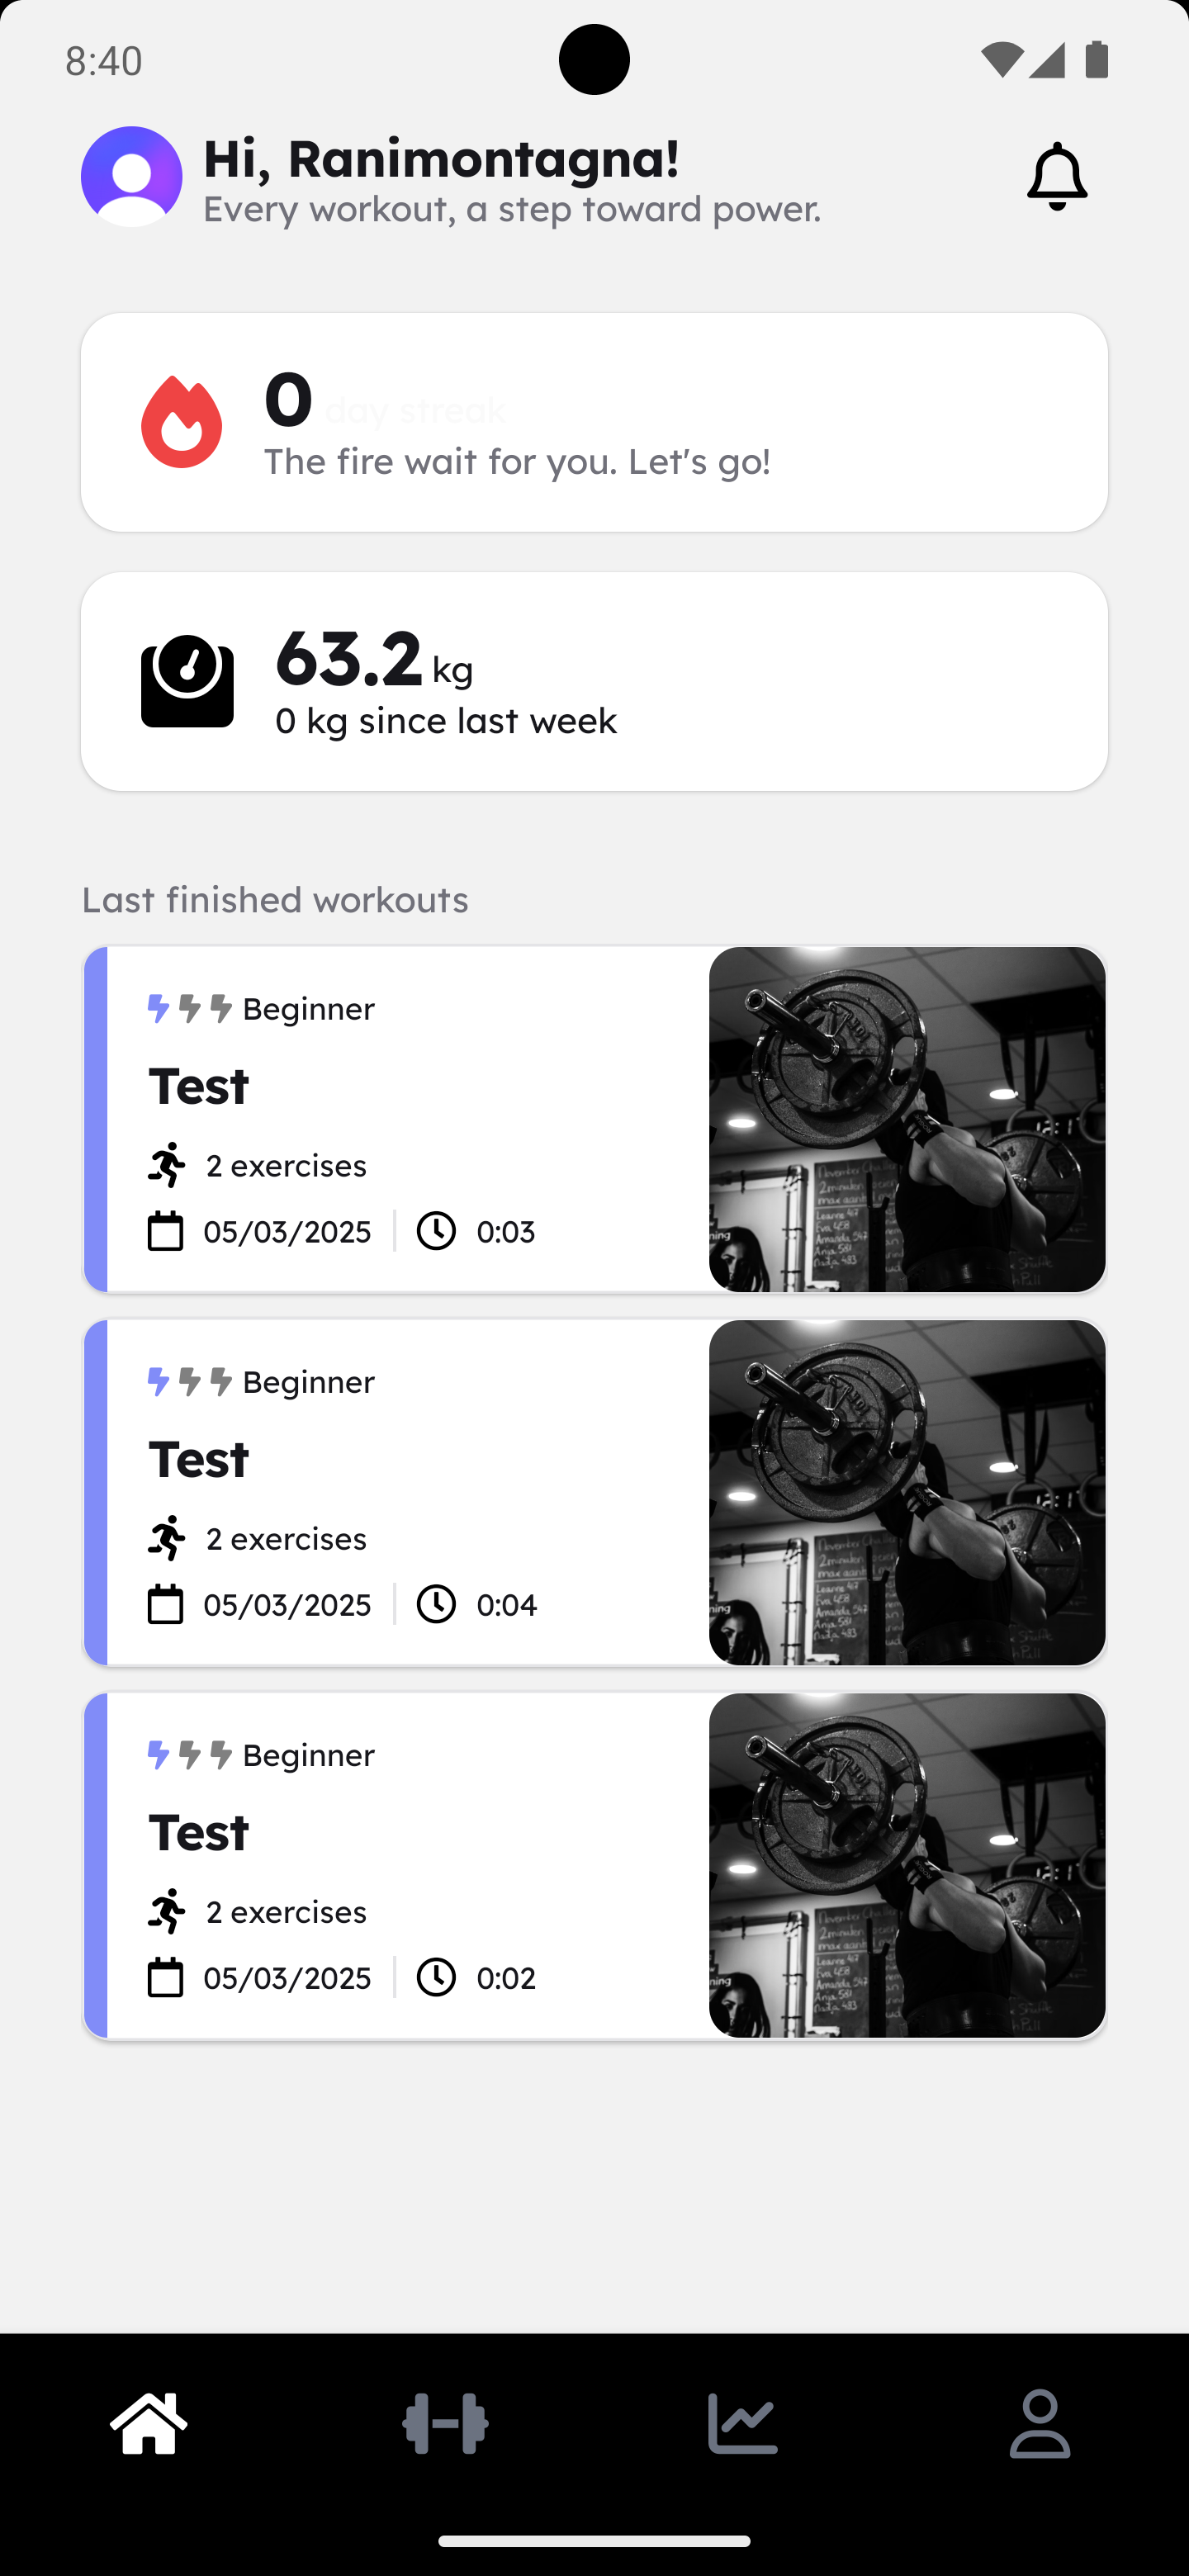 8:40
Hi, Ranimontagna!
Every workout, a step toward power.
0 day streak
The fire wait for you. Let's go!
63.2 kg
0 kg since last week
Last finished workouts
Beginner
Test
2 exercises
05/03/2025 0:03
Beginner
Test
2 exercises
05/03/2025 0:04
Beginner
Test
2 exercises
05/03/2025 0:02